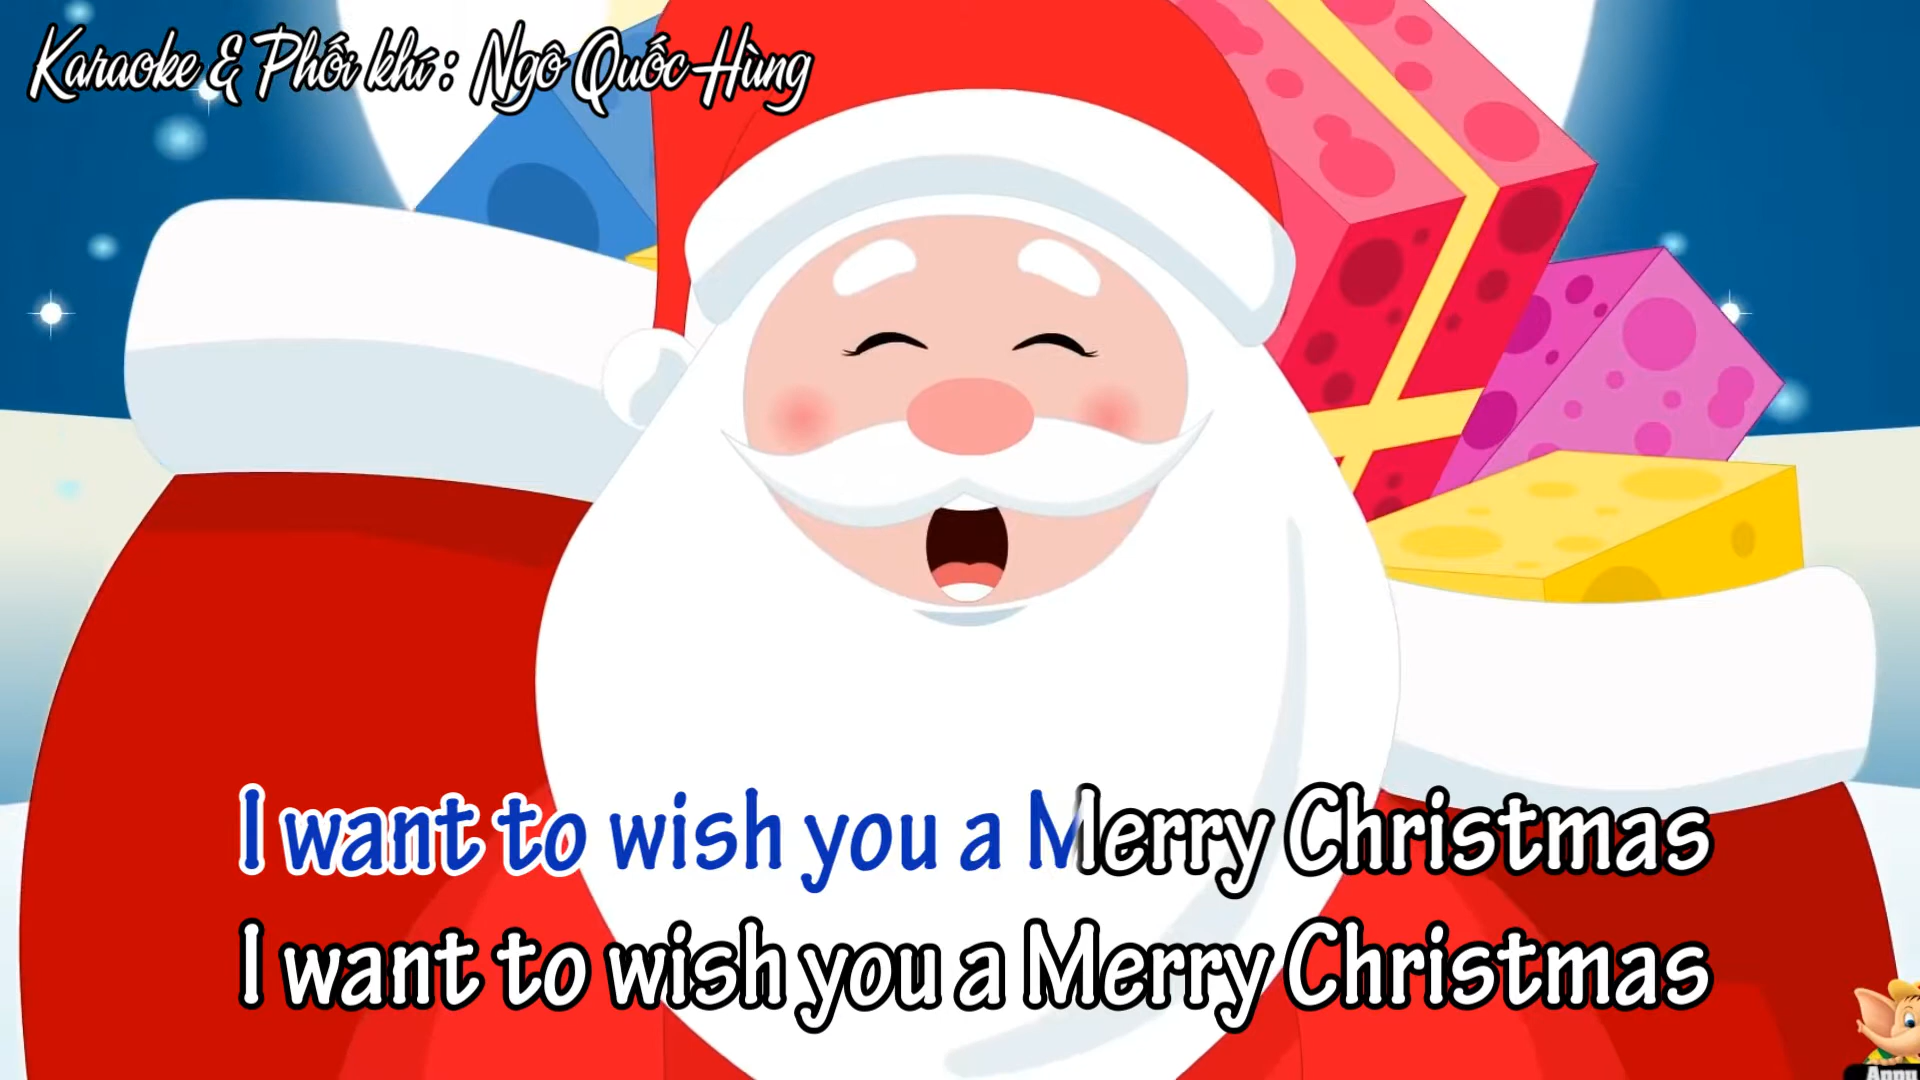 Karaoke & Phối khí : Ngô Quốc Hùng
I want to wish you a Merry Christmas
I want to wish you a Merry Christmas